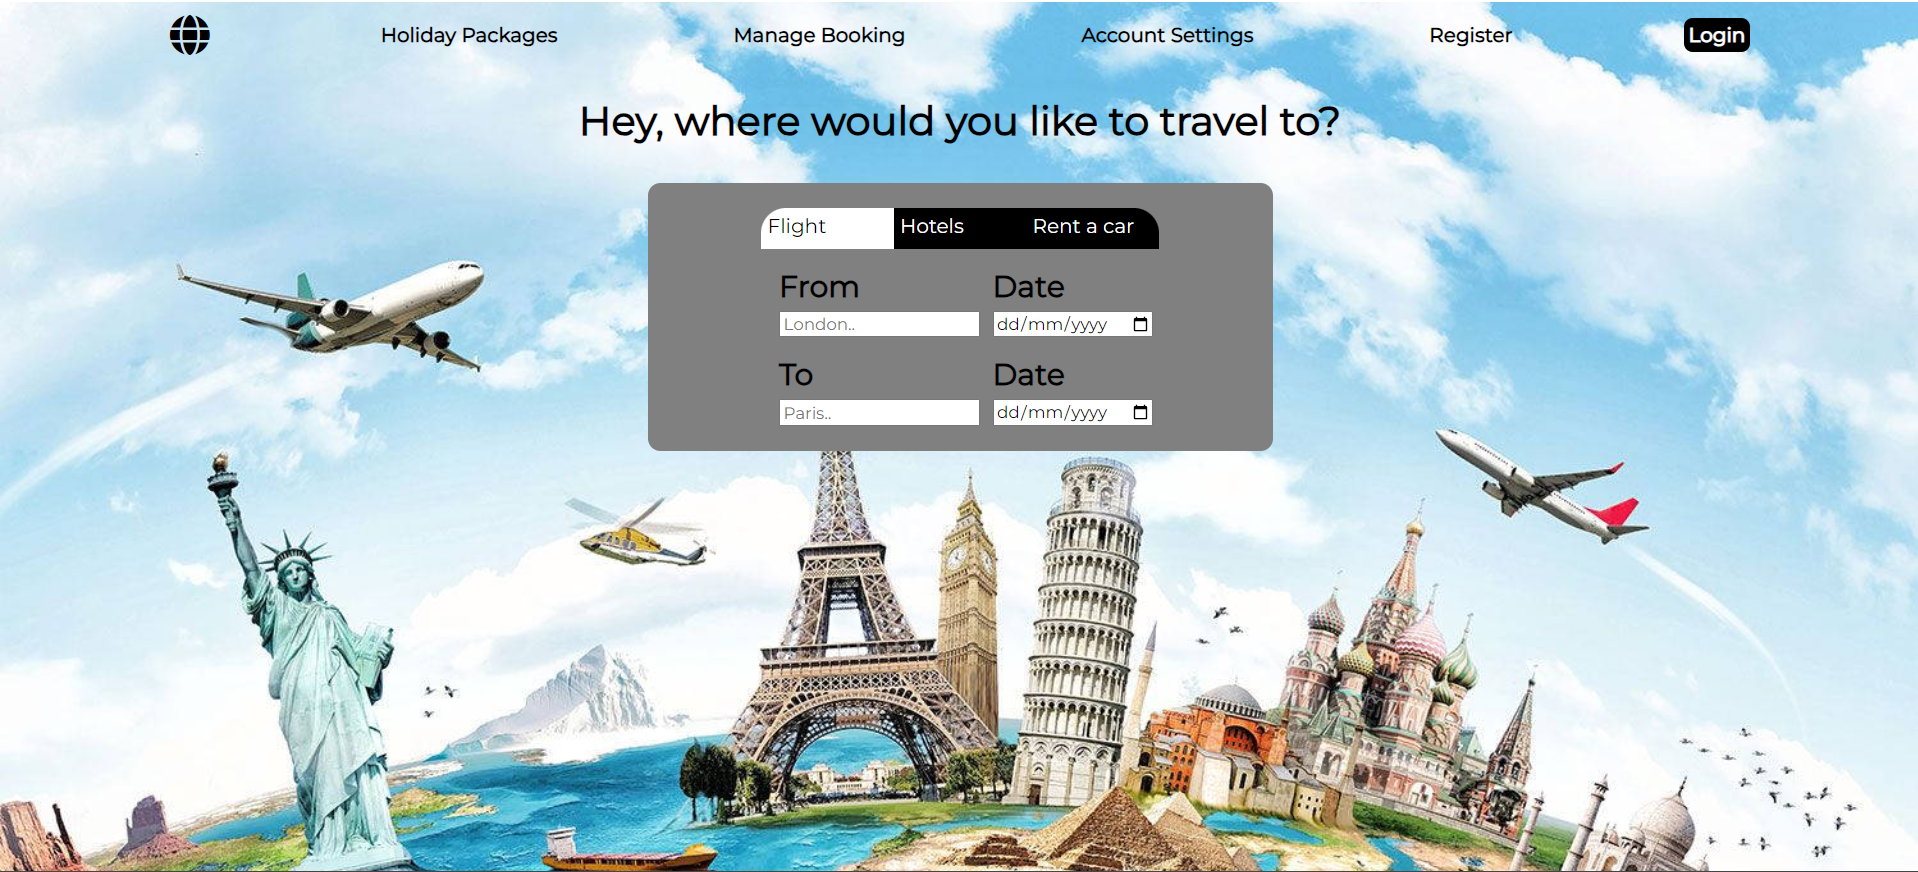 Holiday Packages Manage Booking Account Settings Register Login
Hey, where would you like to travel to?
Flight Hotels Rent a car
From Date
London.. dd/mm/yyyy
To Date
Paris.. dd/mm/yyyy